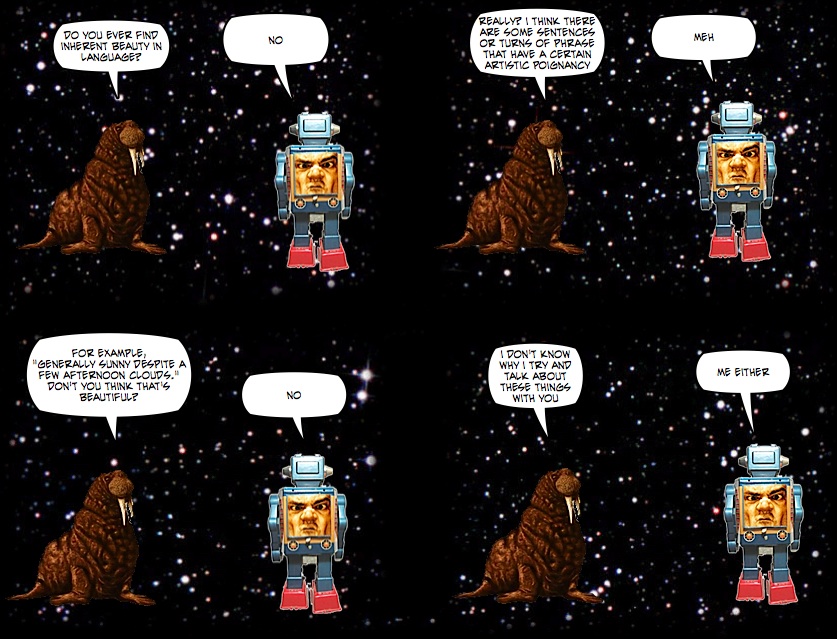 DO YOU EVER FIND
INHERENT BEAUTY IN
LANGUAGE?
NO
REALLY? I THINK THERE
ARE SOME SENTENCES
OR TURNS OF PHRASE
THAT HAVE A CERTAIN
ARTISTIC POIGNANCY
MEH
FOR EXAMPLE,
"GENERALLY SUNNY DESPITE A
FEW AFTERNOON CLOUDS."
DON'T YOU THINK THAT'S
BEAUTIFUL?
NO
I DON'T KNOW
WHY I TRY AND
TALK ABOUT
THESE THINGS
WITH YOU
ME EITHER